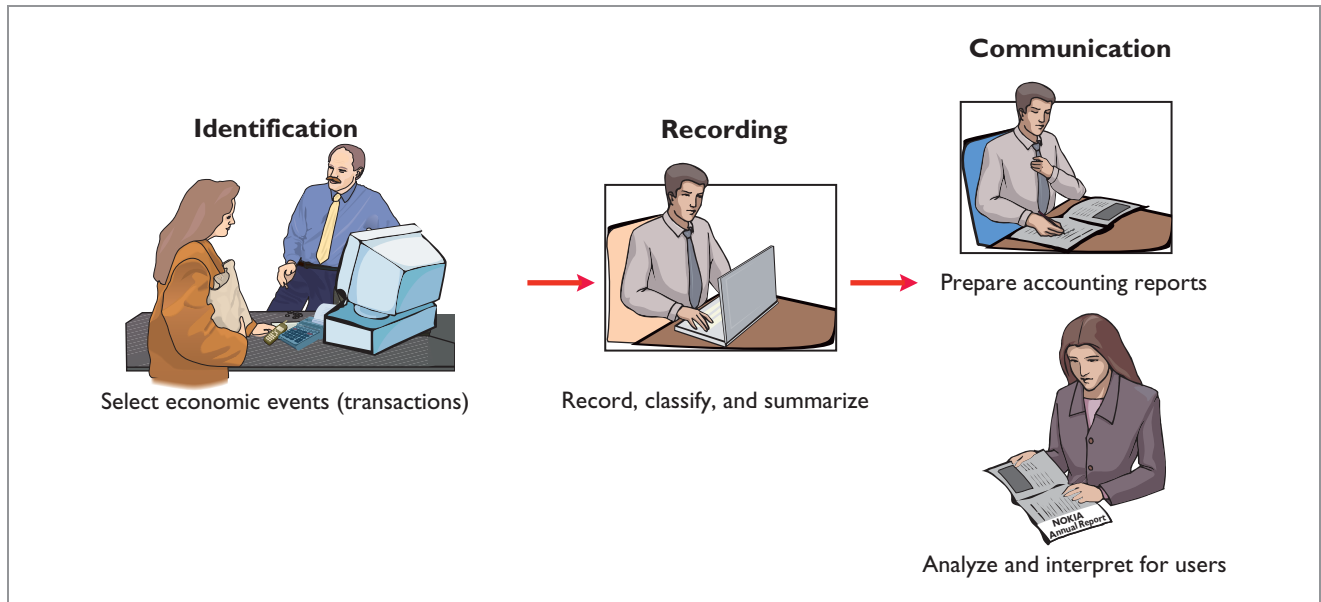 Identification
Select economic events (transactions)
Recording
Record, classify, and summarize
Communication
Prepare accounting reports
NOKIA
Annual Report
Analyze and interpret for users